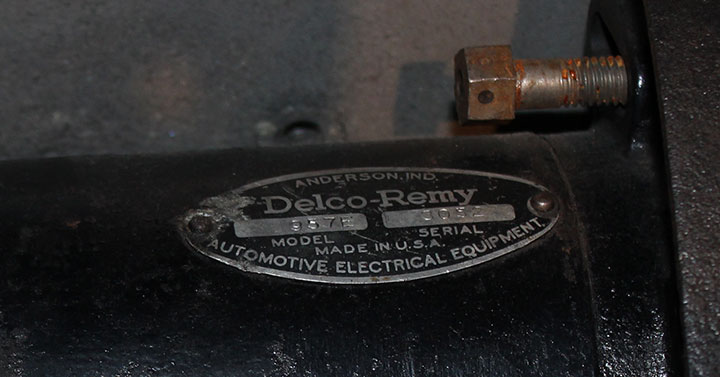 ANDERSON, IND.
Delco-Remy
957E
MODEL SERIAL
MADE IN U.S.A.
AUTOMOTIVE ELECTRICAL EQUIPMENT.